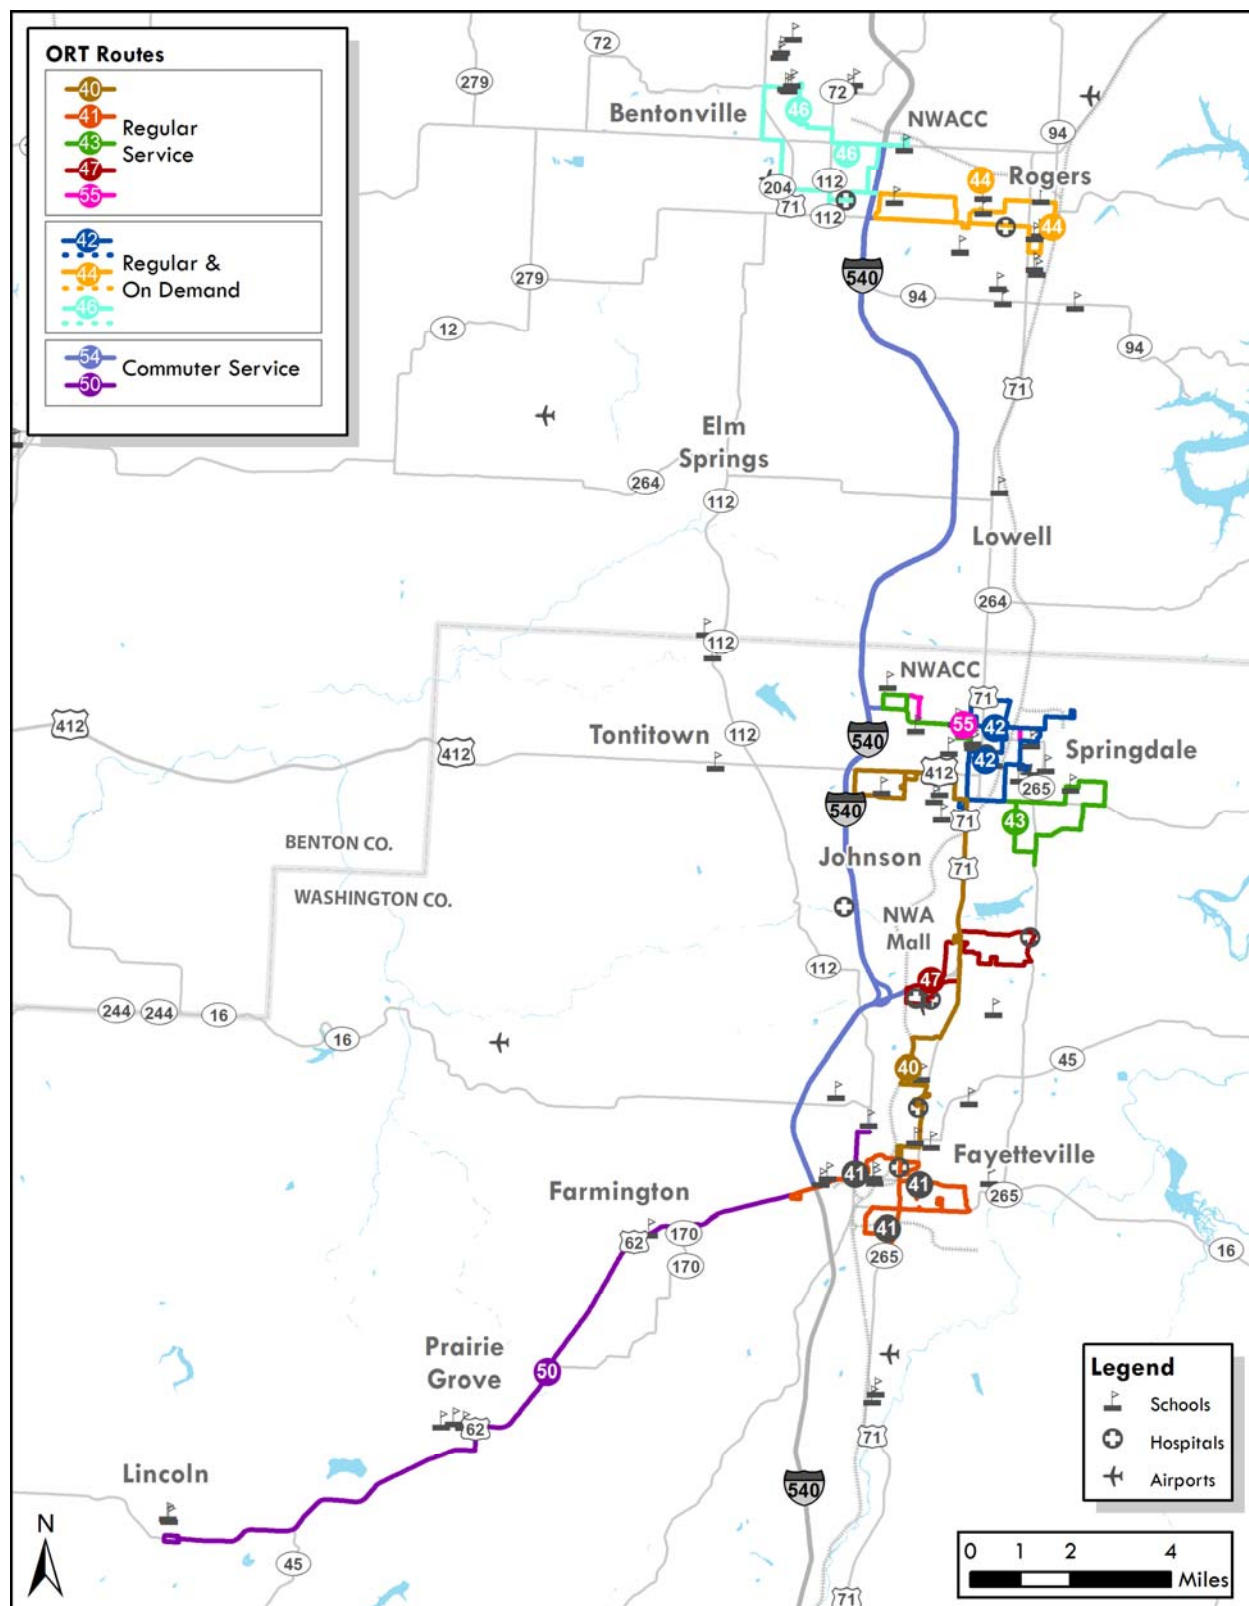 ORT Routes
40
41
43
47
55
Regular
Service
42
44
46
Regular &
On Demand
54
50
Commuter Service
72
279
Bentonville
72
46
NWACC
94
46
44
Rogers
204
112
71
112
44
540
279
94
12
94
71
Elm
Springs
264
112
Lowell
264
112
NWACC
71
412
55
42
Tontitown
112
540
42
Springdale
412
412
265
540
71
43
BENTON CO.
Johnson
71
WASHINGTON CO.
NWA
Mall
112
47
244
244
16
16
45
40
Fayetteville
41
41
Farmington
265
41
62
170
265
16
170
Prairie
Grove
50
62
71
Lincoln
540
45
71
N
Legend
Schools
Hospitals
Airports
0 1 2 4
Miles